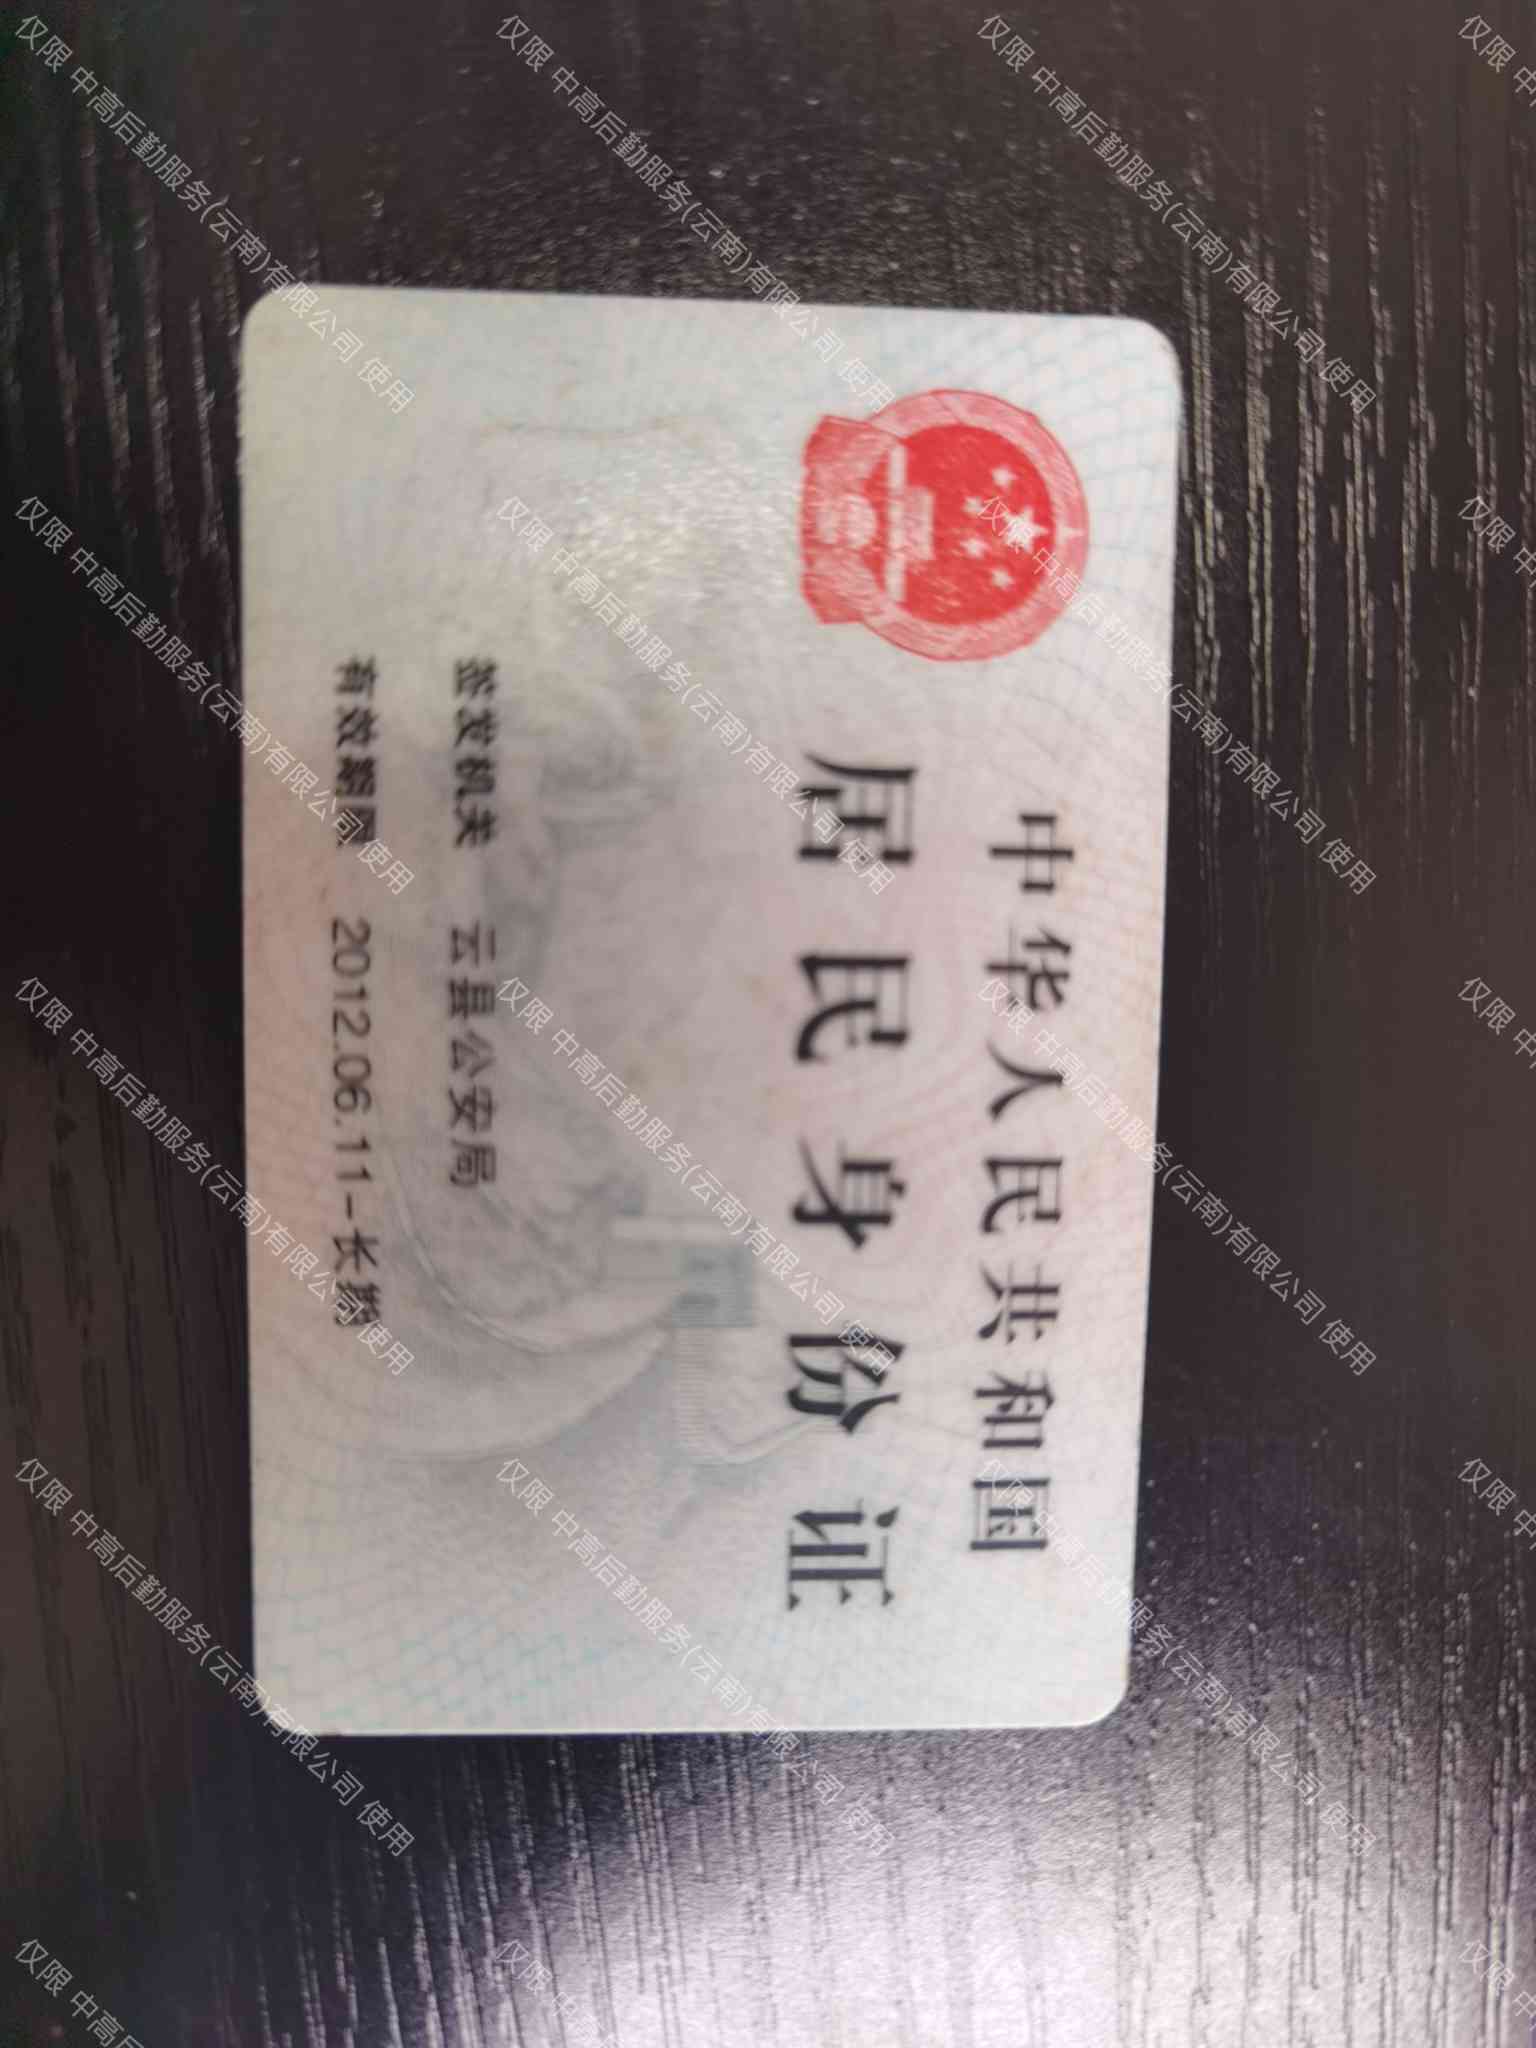 中华人民共和国
居民身份证
签发机关 云县公安局
有效期限 2012.06.11-长期
仅限 中高后勤服务(云南)有限公司 使用